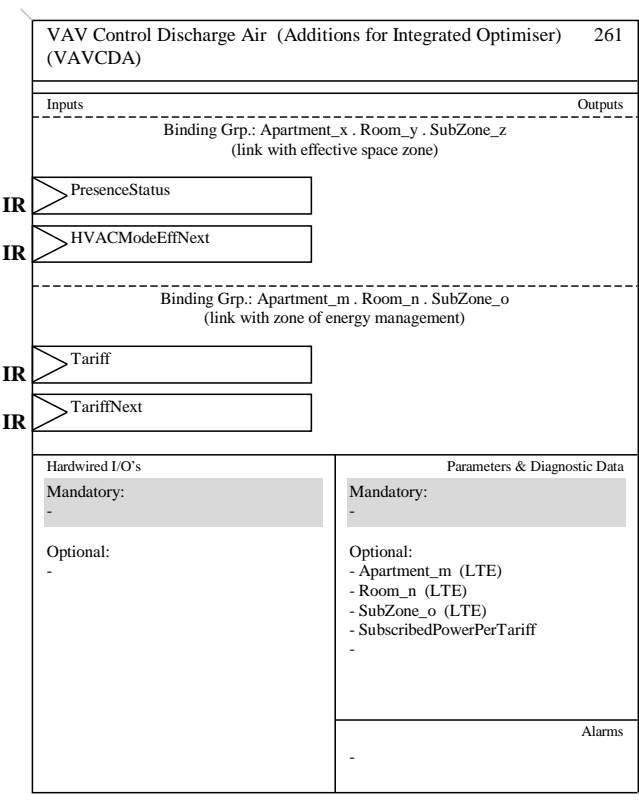 VAV Control Discharge Air (Additions for Integrated Optimiser) 261
(VAVCDA)
Inputs Outputs
Binding Grp.: Apartment_x . Room_y . SubZone_z
(link with effective space zone)
IR PresenceStatus
IR HVACModeEffNext
Binding Grp.: Apartment_m . Room_n . SubZone_o
(link with zone of energy management)
IR Tariff
IR TariffNext
Hardwired I/O's
Mandatory:
-
Optional:
-
Parameters & Diagnostic Data
Mandatory:
-
Optional:
- Apartment_m (LTE)
- Room_n (LTE)
- SubZone_o (LTE)
- SubscribedPowerPerTariff
-
Alarms
-